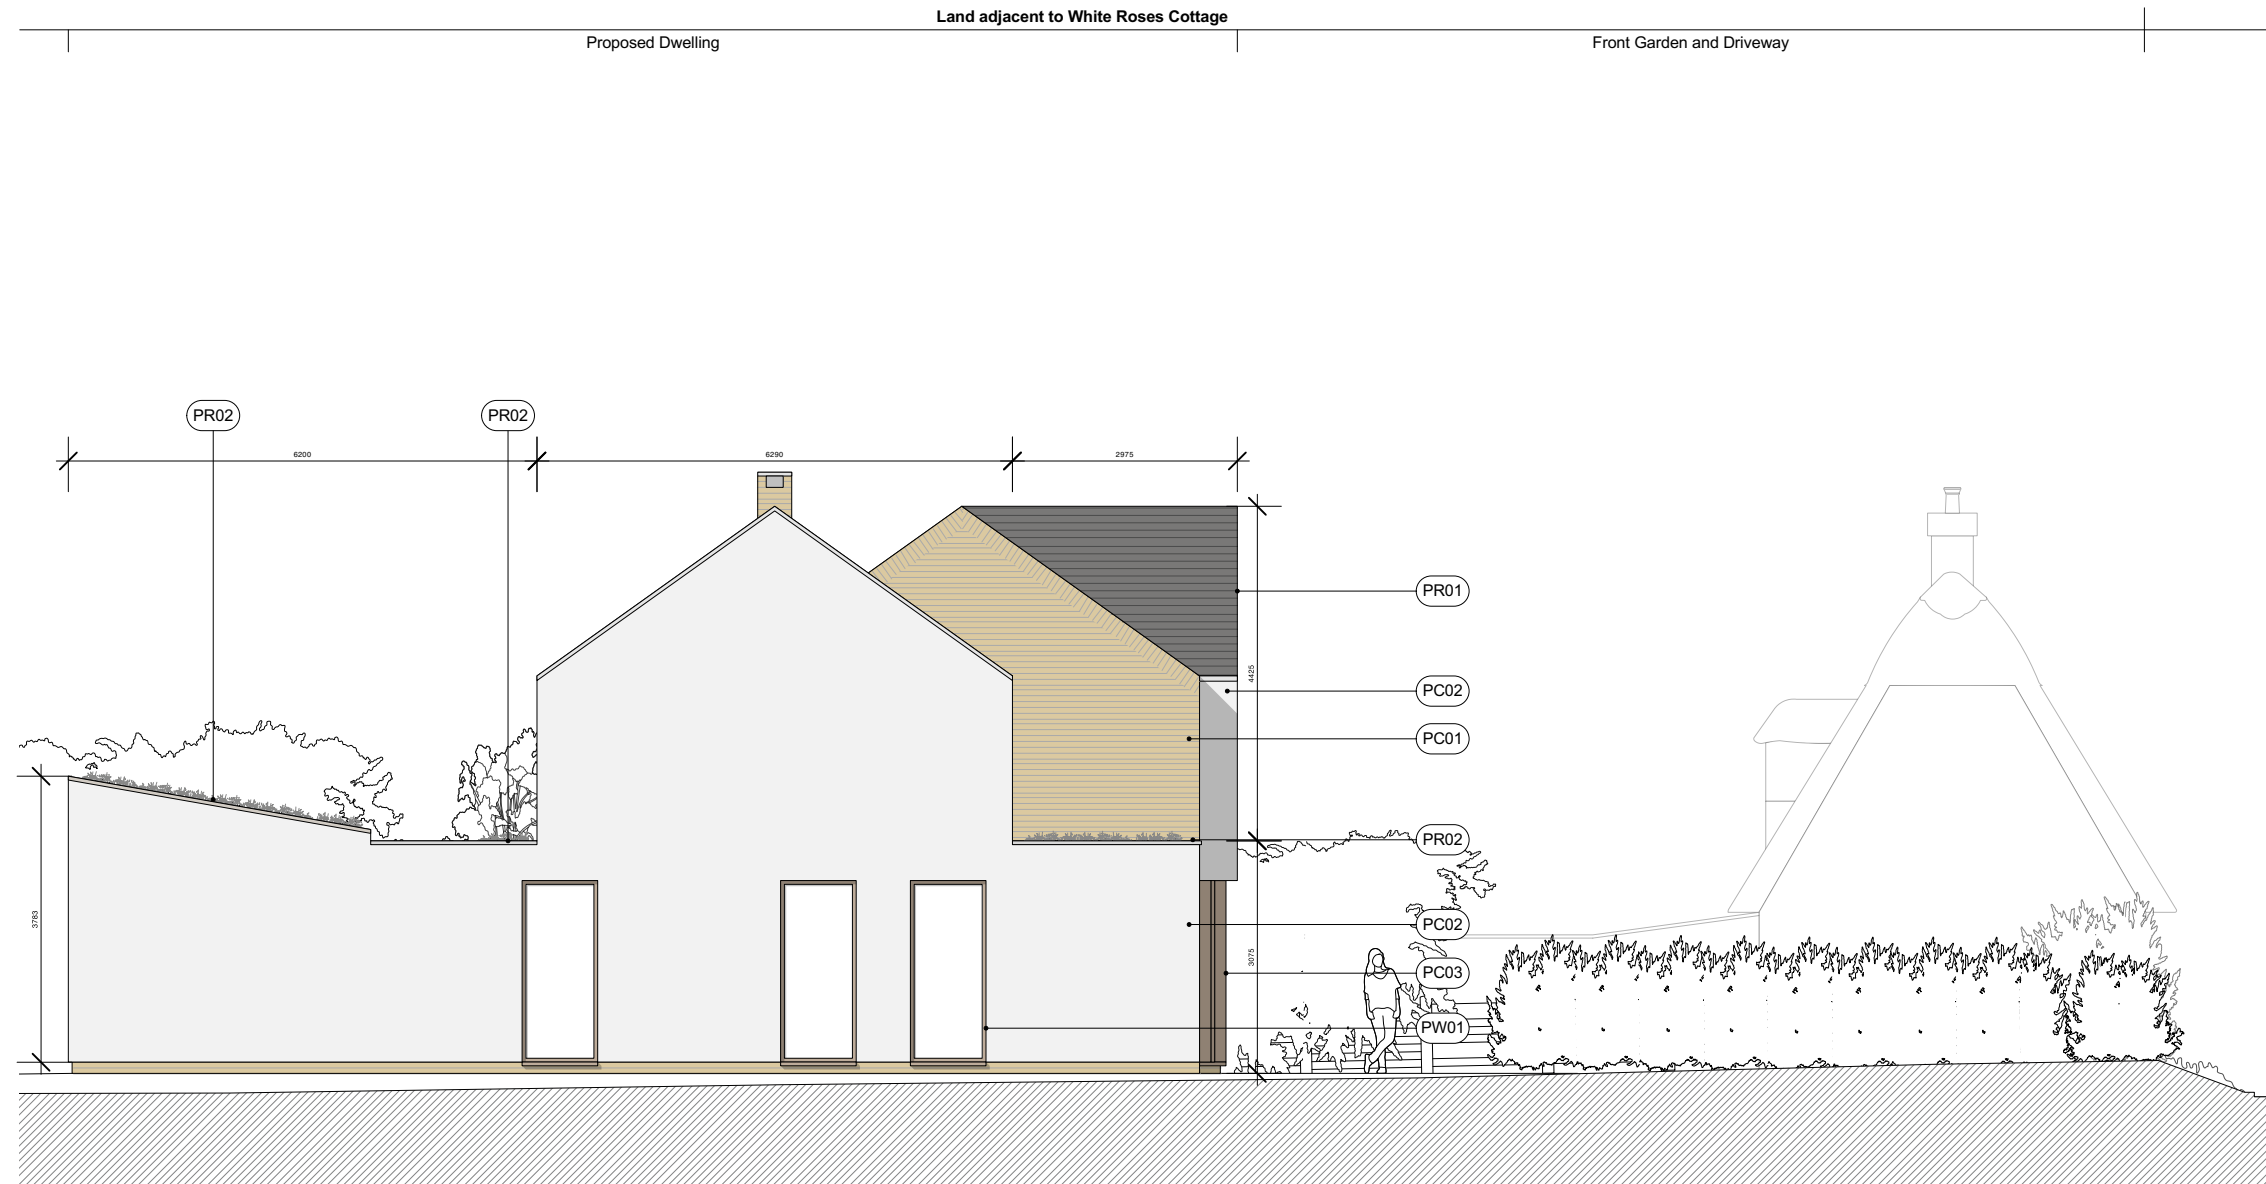 Land adjacent to White Roses Cottage
Proposed Dwelling
Front Garden and Driveway
PR02
PR02
6200
6290
2975
PR01
4425
PC02
PC01
PR02
3783
PC02
3075
PC03
PW01